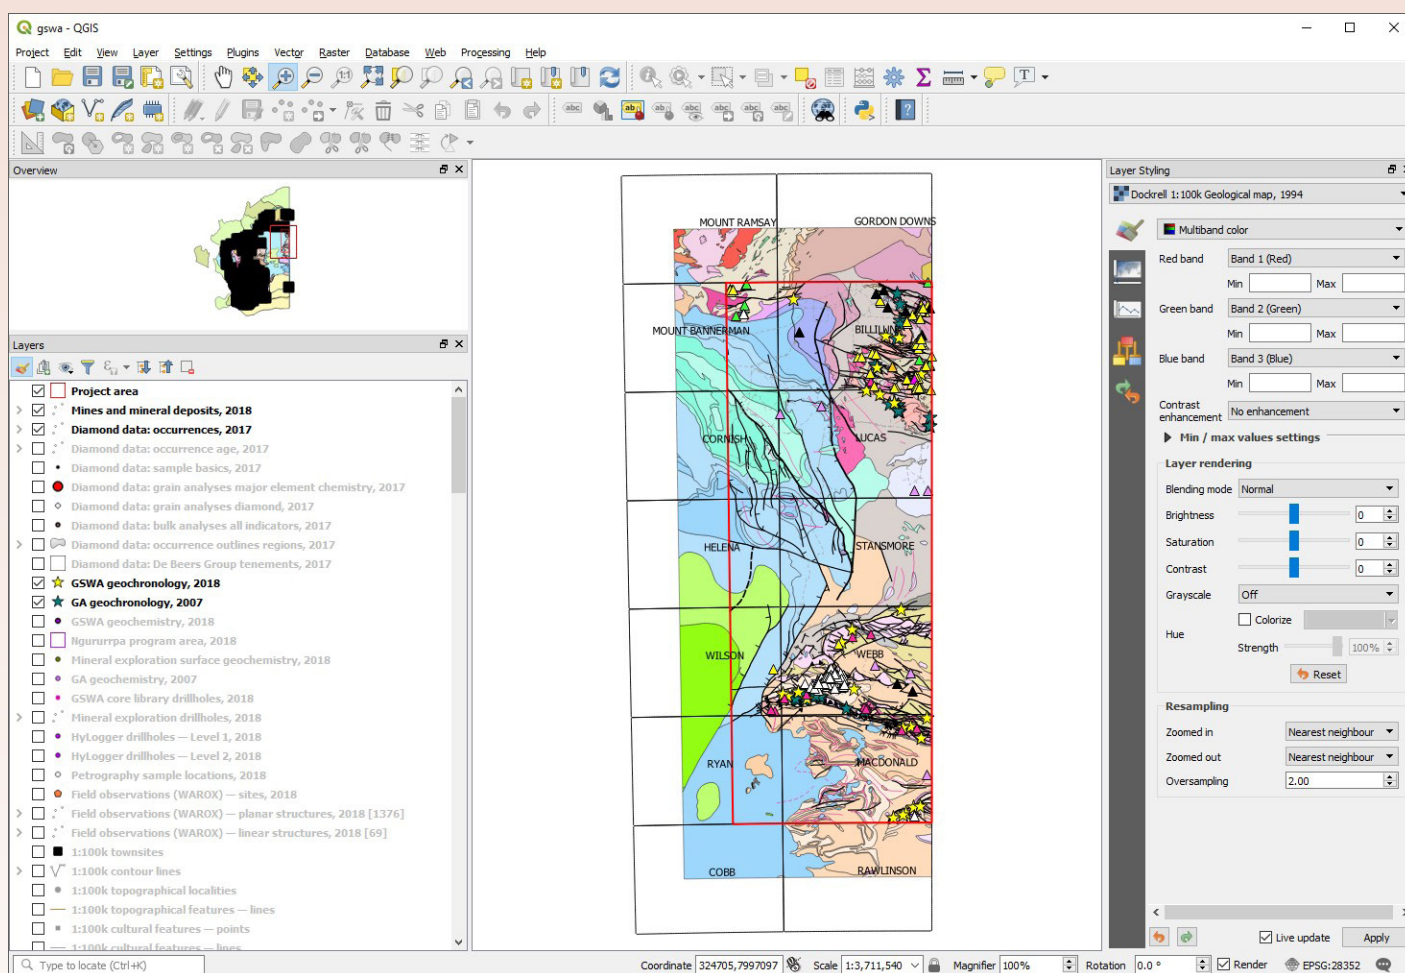 gswa - QGIS
Project Edit View Layer Settings Plugins Vector Raster Database Web Processing Help
Overview
Layers
Project area
Mines and mineral deposits, 2018
Diamond data: occurrences, 2017
Diamond data: occurrence age, 2017
Diamond data: sample basics, 2017
Diamond data: grain analyses major element chemistry, 2017
Diamond data: grain analyses diamond, 2017
Diamond data: bulk analyses all indicators, 2017
Diamond data: occurrence outlines regions, 2017
Diamond data: De Beers Group tenements, 2017
GSWA geochronology, 2018
GA geochronology, 2007
GSWA geochemistry, 2018
Ngururrpa program area, 2018
Mineral exploration surface geochemistry, 2018
GA geochemistry, 2007
GSWA core library drillholes, 2018
Mineral exploration drillholes, 2018
HyLogger drillholes — Level 1, 2018
HyLogger drillholes — Level 2, 2018
Petrography sample locations, 2018
Field observations (WAROX) — sites, 2018
Field observations (WAROX) — planar structures, 2018 [1376]
Field observations (WAROX) — linear structures, 2018 [69]
1:100k townsites
1:100k contour lines
1:100k topographical localities
1:100k topographical features — lines
1:100k cultural features — points
1:100k cultural features — lines
MOUNT RAMSAY GORDON DOWNS
MOUNT BANNERMAN BILLILUNA
CORNISH LUCAS
HELENA STANSMORE
WILSON WEBB
RYAN MACDONALD
COBB RAWLINSON
Layer Styling
Dockrell 1:100k Geological map, 1994
Multiband color
Red band Band 1 (Red)
Min Max
Green band Band 2 (Green)
Min Max
Blue band Band 3 (Blue)
Min Max
Contrast enhancement No enhancement
Min / max values settings
Layer rendering
Blending mode Normal
Brightness 0
Saturation 0
Contrast 0
Grayscale Off
Colorize
Hue
Strength 100%
Reset
Resampling
Zoomed in Nearest neighbour
Zoomed out Nearest neighbour
Oversampling 2.00
Live update Apply
Type to locate (Ctrl+K) Coordinate 324705,7997097 Scale 1:3,711,540 Magnifier 100% Rotation 0.0 ° Render EPSG:28352